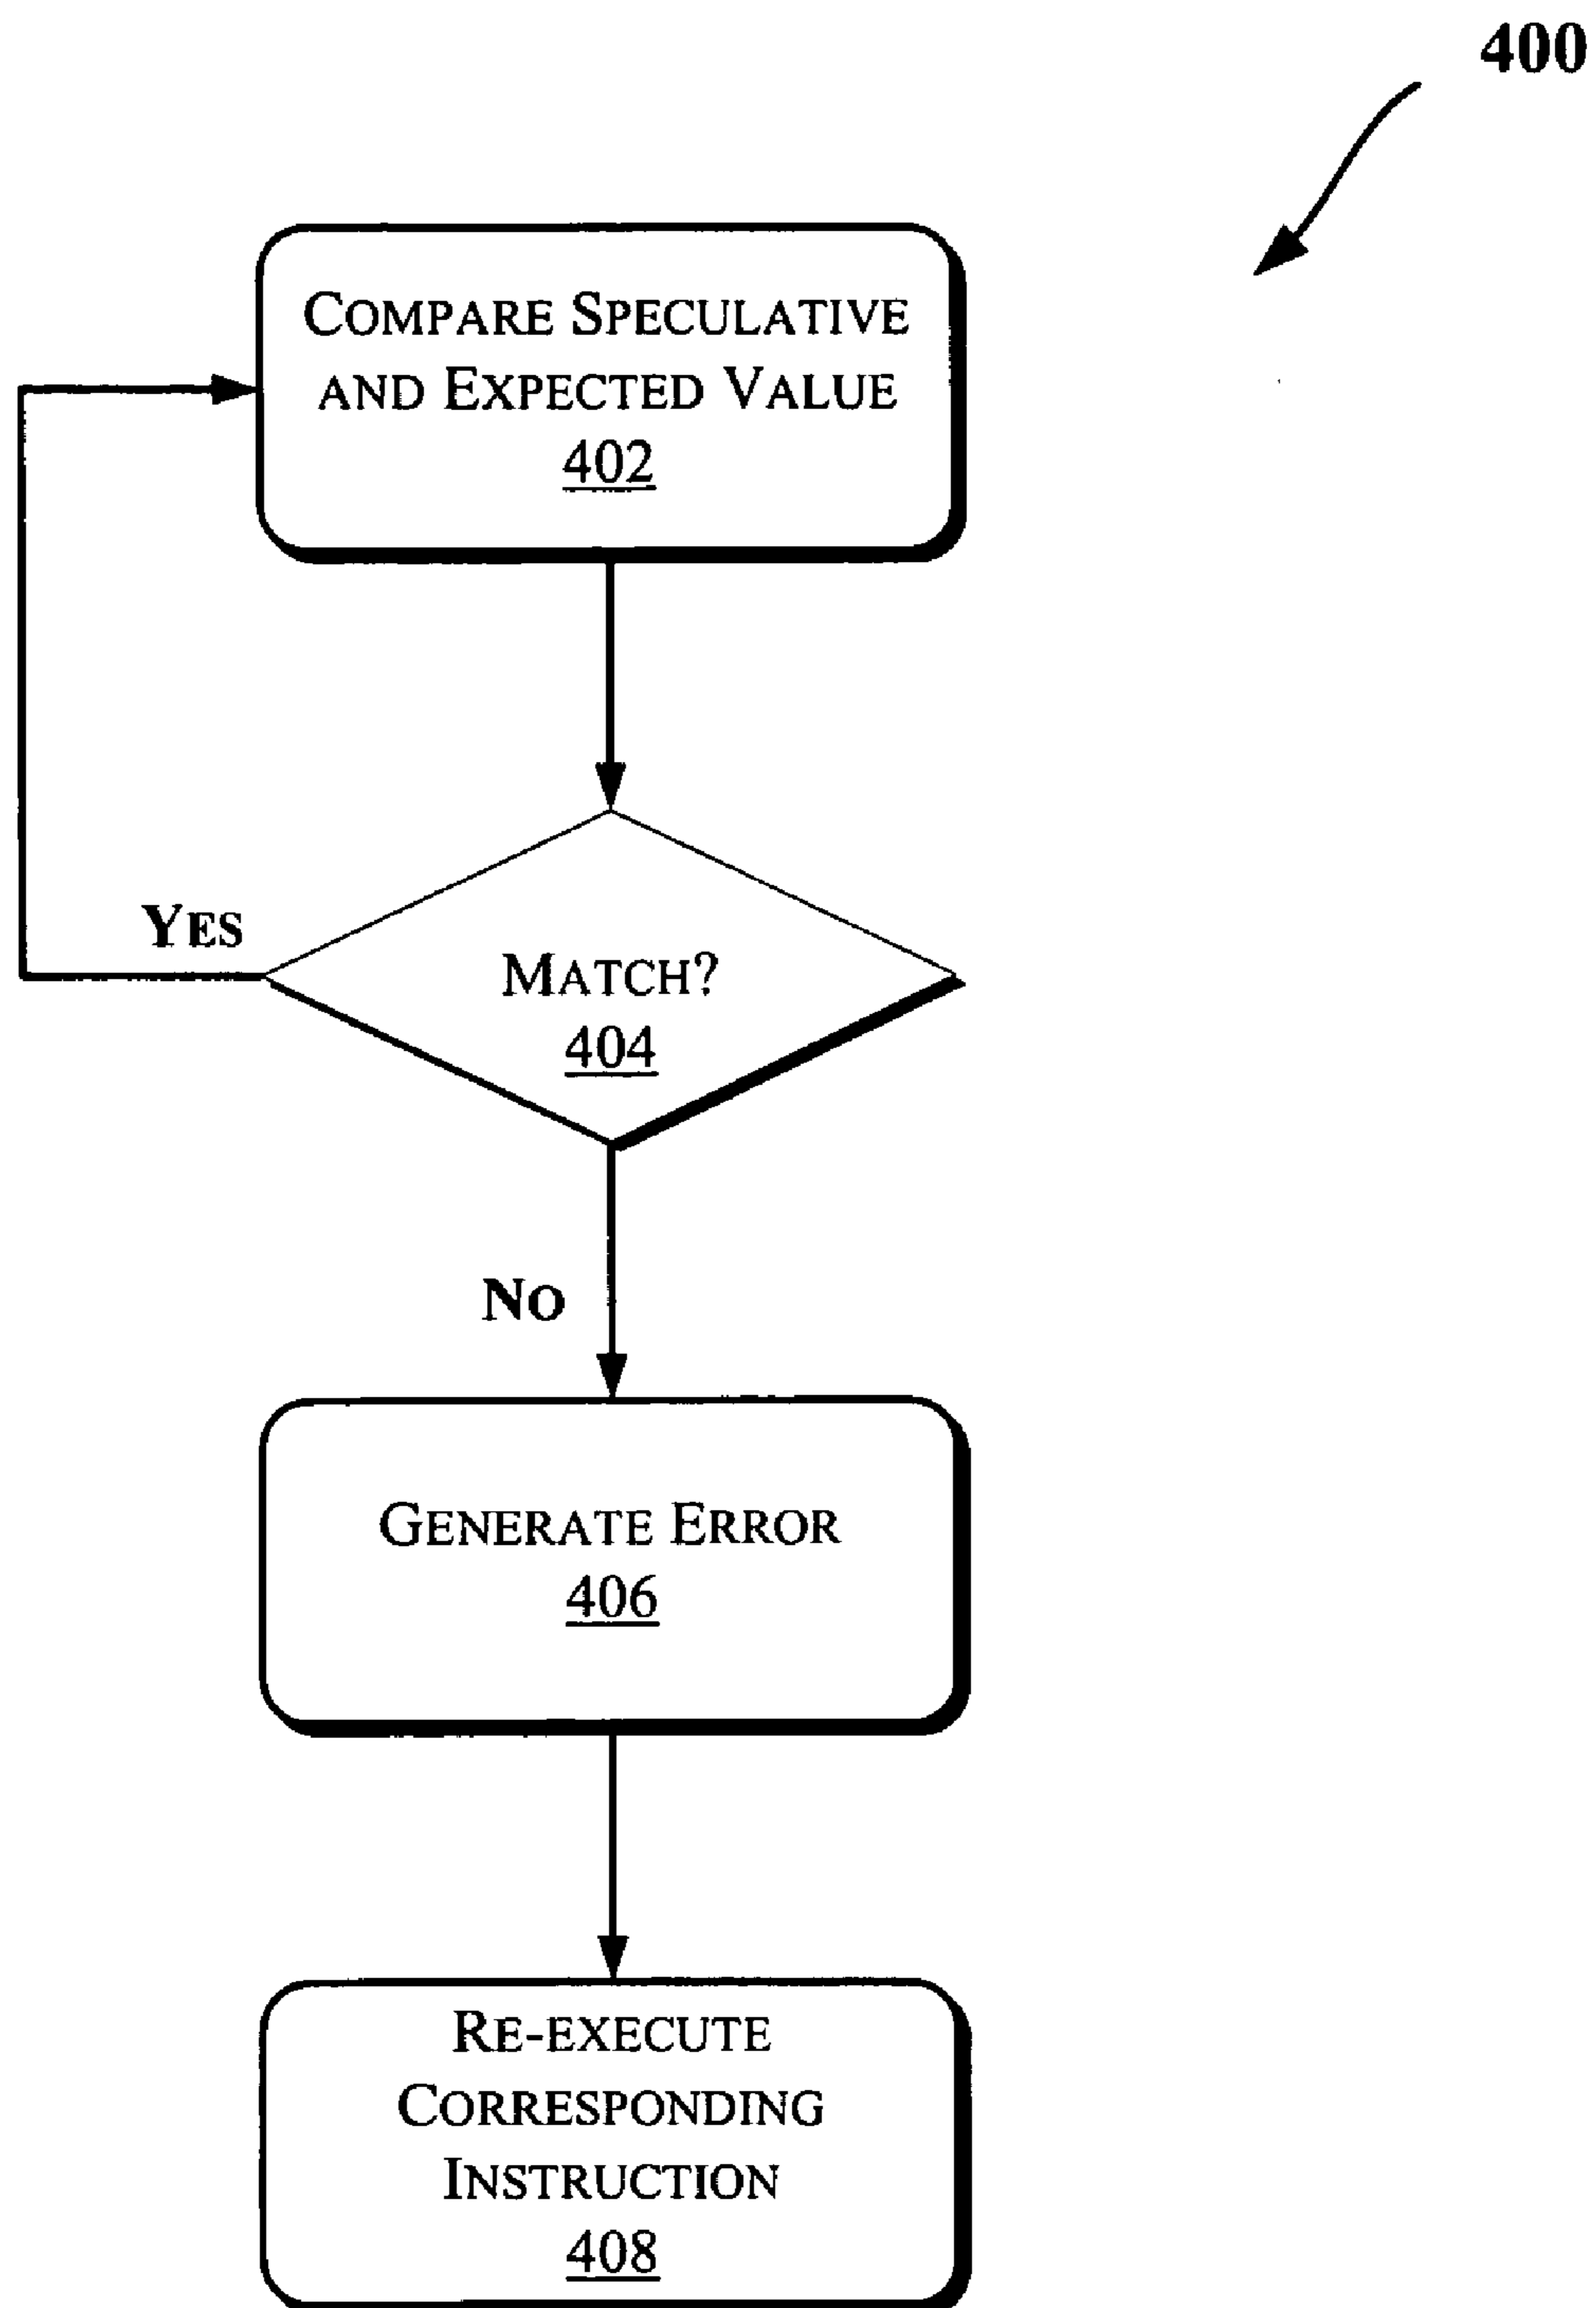 400
COMPARE SPECULATIVE
AND EXPECTED VALUE
402
YES
MATCH?
404
NO
GENERATE ERROR
406
RE-EXECUTE
CORRESPONDING
INSTRUCTION
408